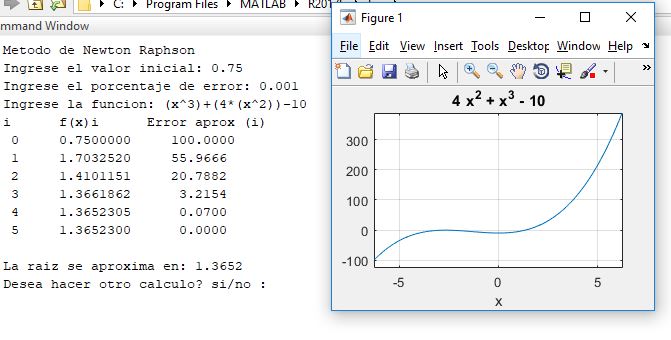 C: Program Files MATLAB
mmand Window
Metodo de Newton Raphson
Ingrese el valor inicial: 0.75
Ingrese el porcentaje de error: 0.001
Ingrese la funcion: (x^3)+(4*(x^2))-10
i f(x)i Error aprox (i)
0 0.7500000 100.0000
1 1.7032520 55.9666
2 1.4101151 20.7882
3 1.3661862 3.2154
4 1.3652305 0.0700
5 1.3652300 0.0000
La raiz se aproxima en: 1.3652
Desea hacer otro calculo? si/no :
Figure 1
File Edit View Insert Tools Desktop Window Help
4 x² + x³ - 10
300
200
100
0
-100
-5 0 5
x